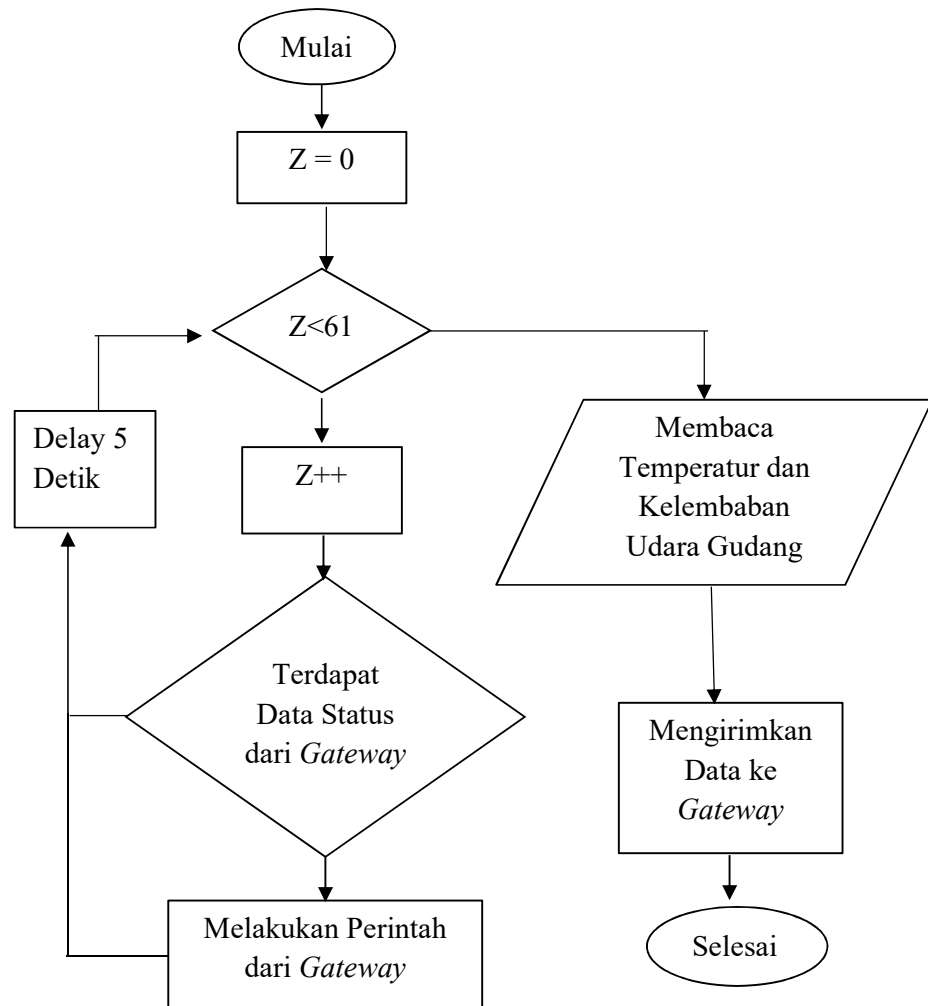 Mulai
Z = 0
Z<61
Delay 5
Detik
Z++
Membaca
Temperatur dan
Kelembaban
Udara Gudang
Terdapat
Data Status
dari Gateway
Mengirimkan
Data ke
Gateway
Melakukan Perintah
dari Gateway
Selesai